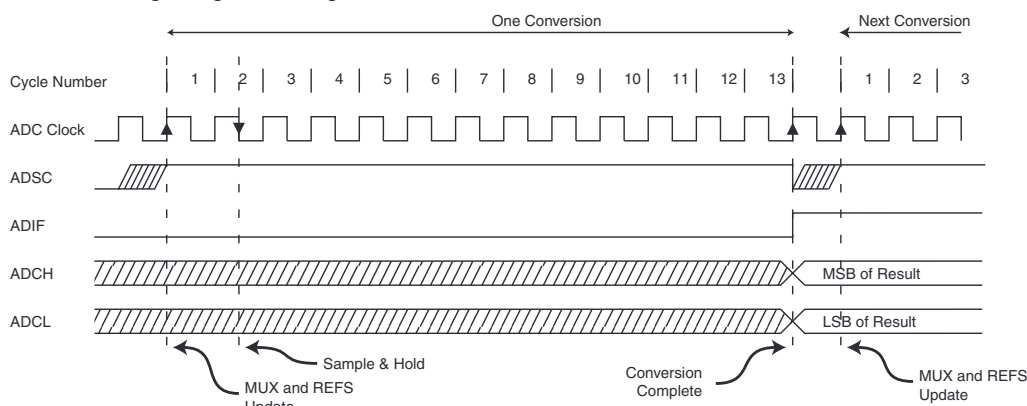 One Conversion
Next Conversion
Cycle Number 1 2 3 4 5 6 7 8 9 10 11 12 13 1 2 3
ADC Clock
ADSC
ADIF
ADCH
MSB of Result
ADCL
LSB of Result
Sample & Hold
MUX and REFS
Update
Conversion
Complete
MUX and REFS
Update